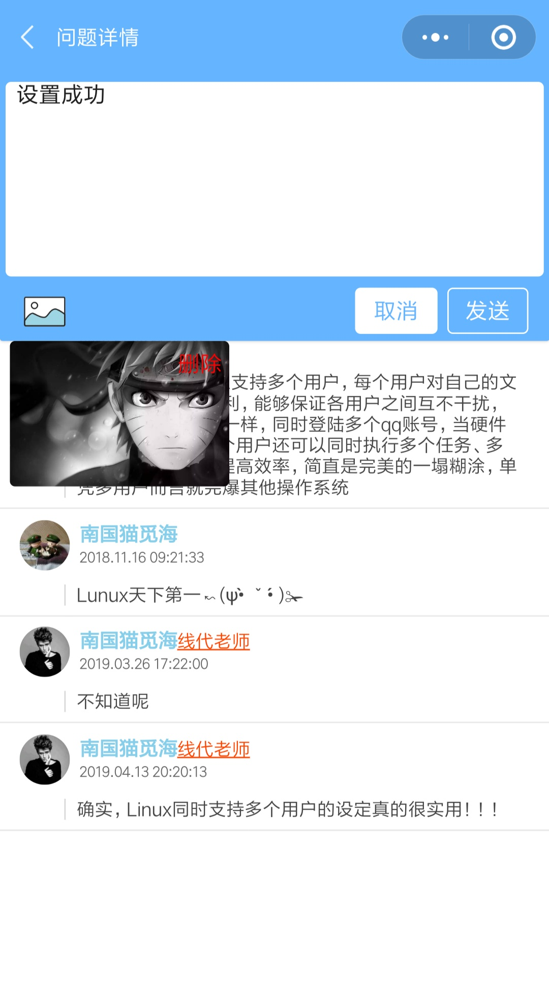 问题详情
设置成功
取消
发送
删除
支持多个用户，每个用户对自己的文
利，能够保证各用户之间互不干扰，
一样，同时登陆多个qq账号，当硬件
用户还可以同时执行多个任务、多
高效率，简直是完美的一塌糊涂，单
凭多用户而言就完爆其他操作系统
南国猫觅海
2018.11.16 09:21:33
Lunux天下第一
南国猫觅海线代老师
2019.03.26 17:22:00
不知道呢
南国猫觅海线代老师
2019.04.13 20:20:13
确实，Linux同时支持多个用户的设定真的很实用！！！